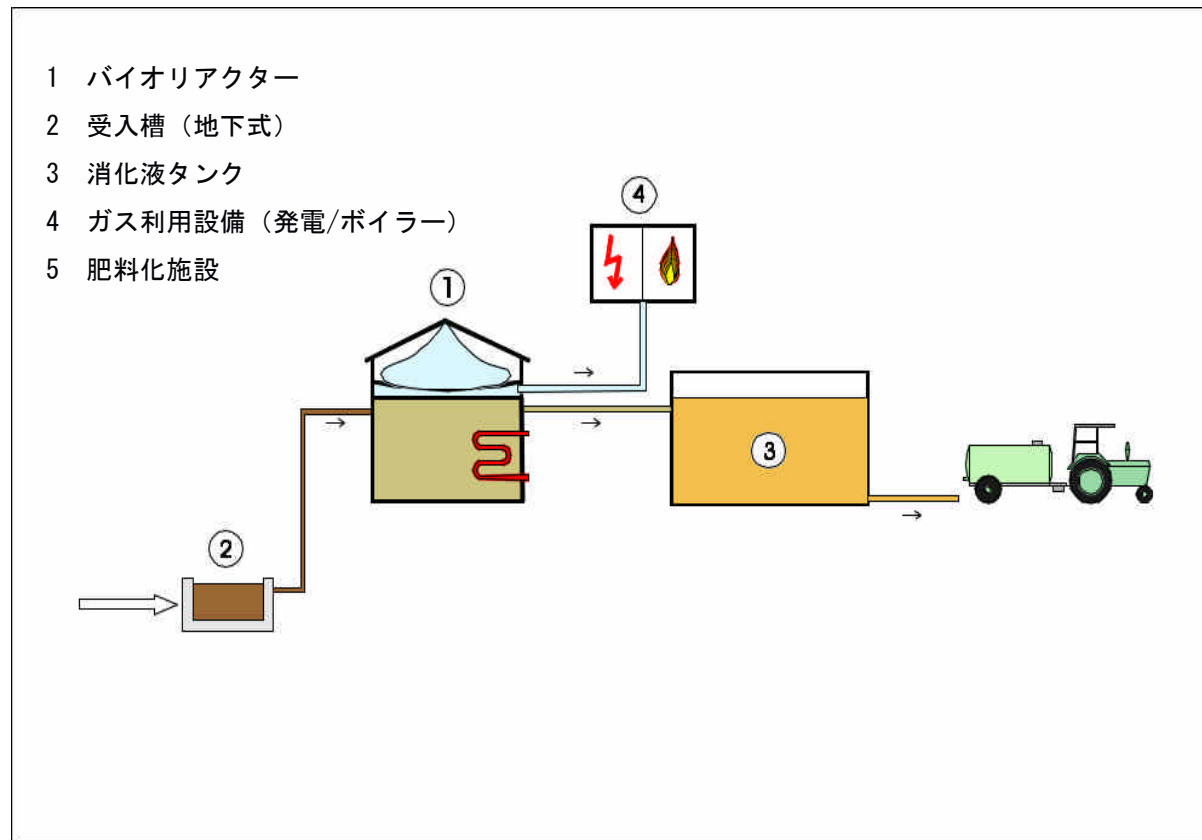 1 バイオリアクター
2 受入槽（地下式）
3 消化液タンク
4 ガス利用設備（発電/ボイラー）
5 肥料化施設
4
1
3
2